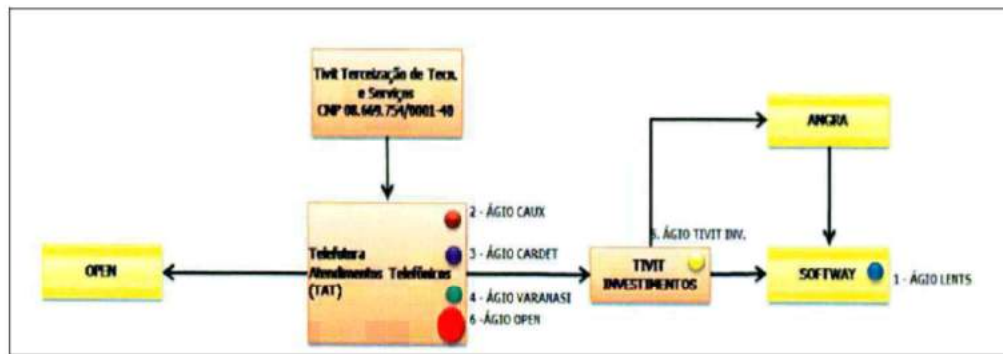 Tivit Terceização de Tecn.
e Serviços
CNP 08.669.754/0001-40
ANGRA
2 - ÁGIO CAUX
Telefutura
Atendimentos Telefônicos
(TAT)
3 - ÁGIO CARDET
4 - ÁGIO VARANASI
6 -ÁGIO OPEN
OPEN
5. ÁGIO TIVIT INV.
TIVIT
INVESTIMENTOS
SOFTWAY
1 - ÁGIO LENTS